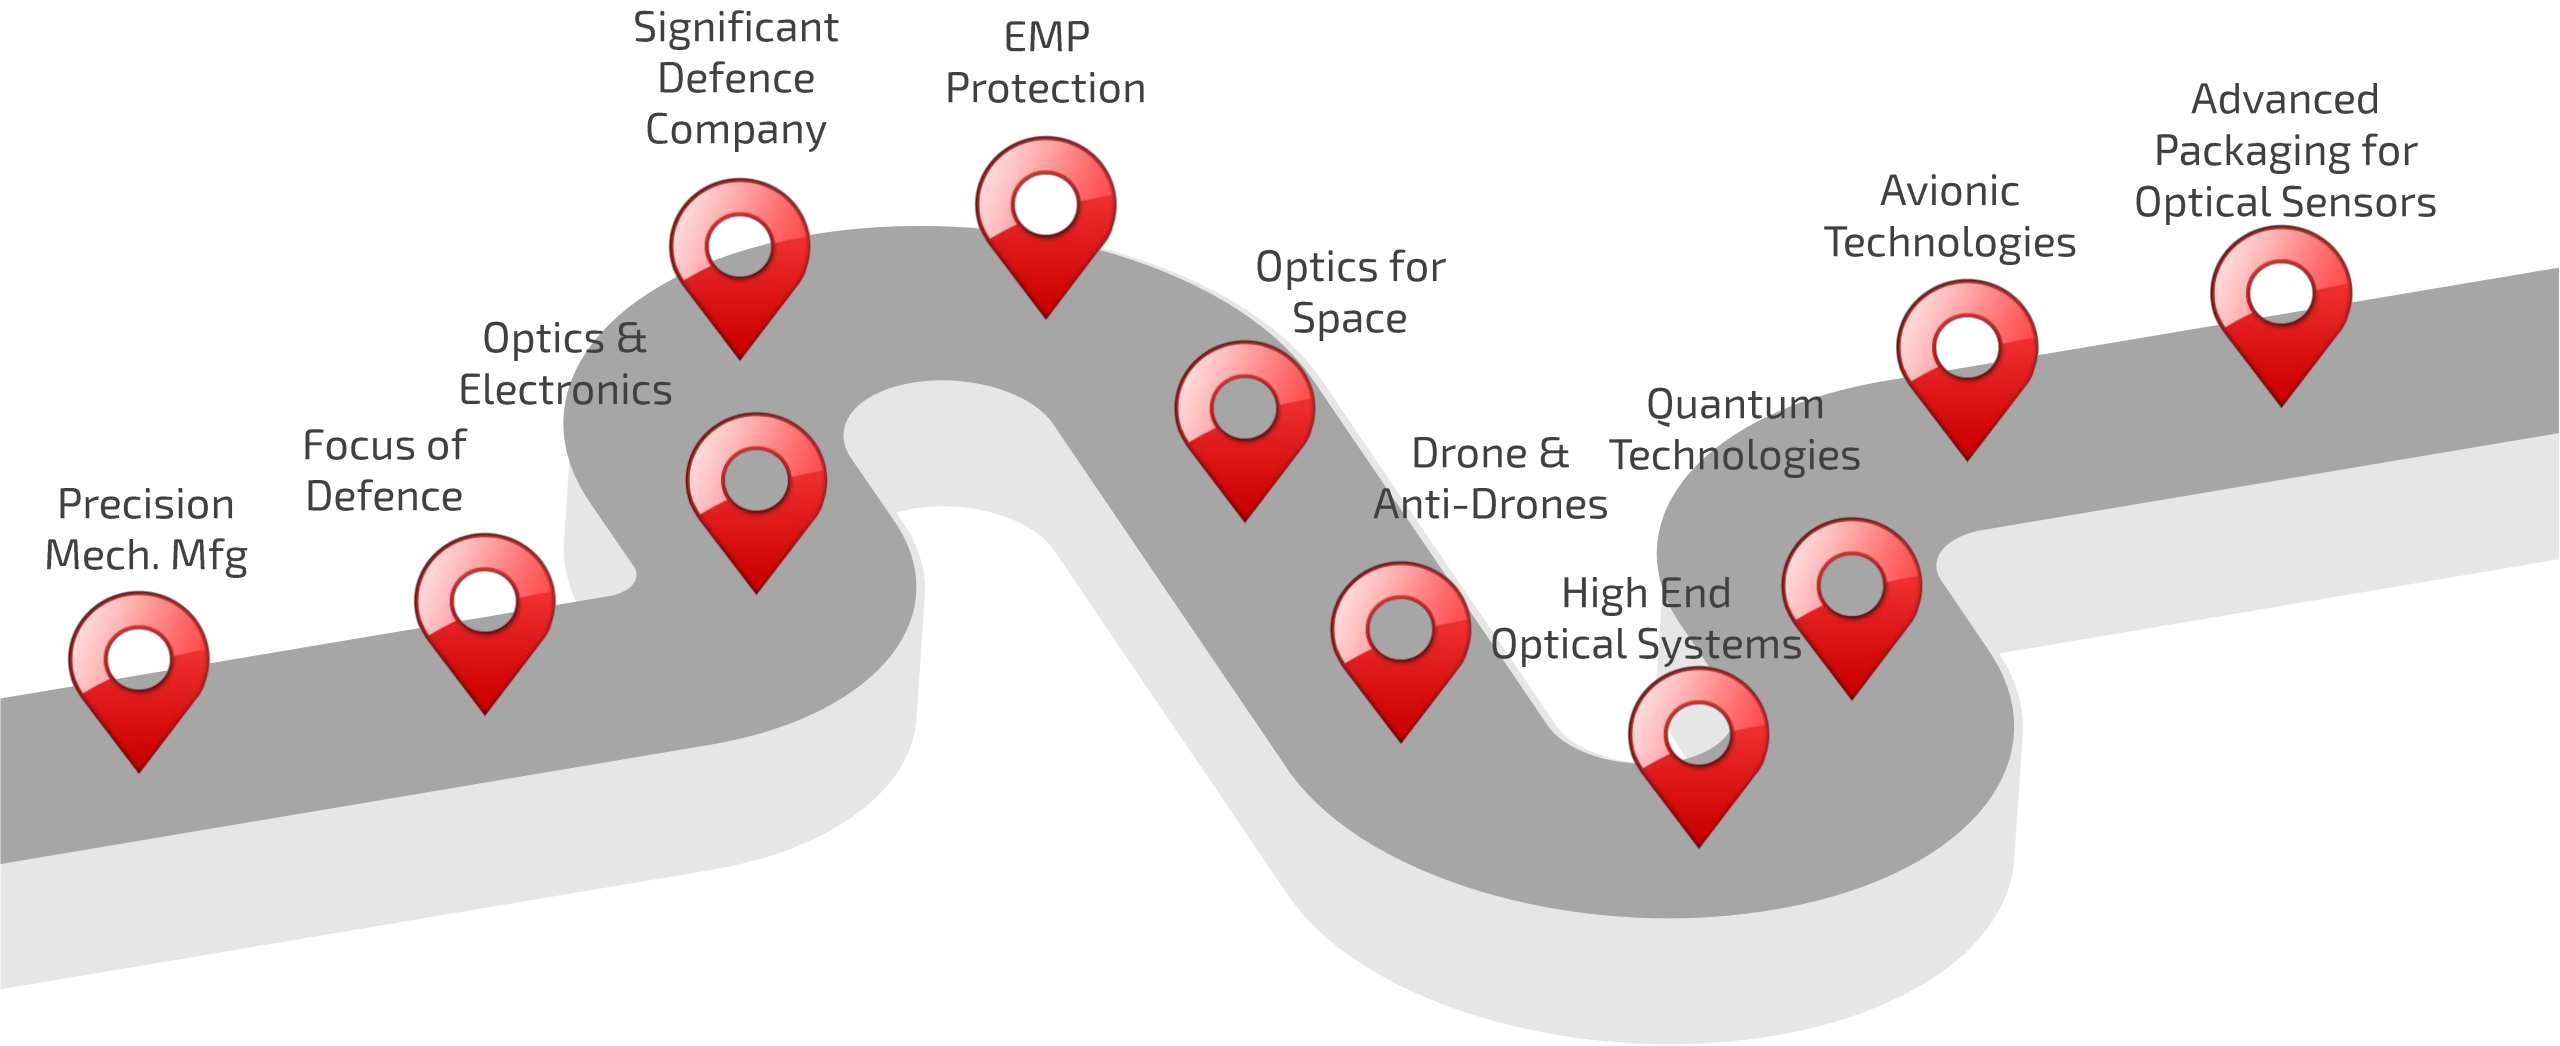 Precision
Mech. Mfg
Focus of
Defence
Optics &
Electronics
Significant
Defence
Company
EMP
Protection
Optics for
Space
Drone &
Anti-Drones
High End
Optical Systems
Quantum
Technologies
Avionic
Technologies
Advanced
Packaging for
Optical Sensors